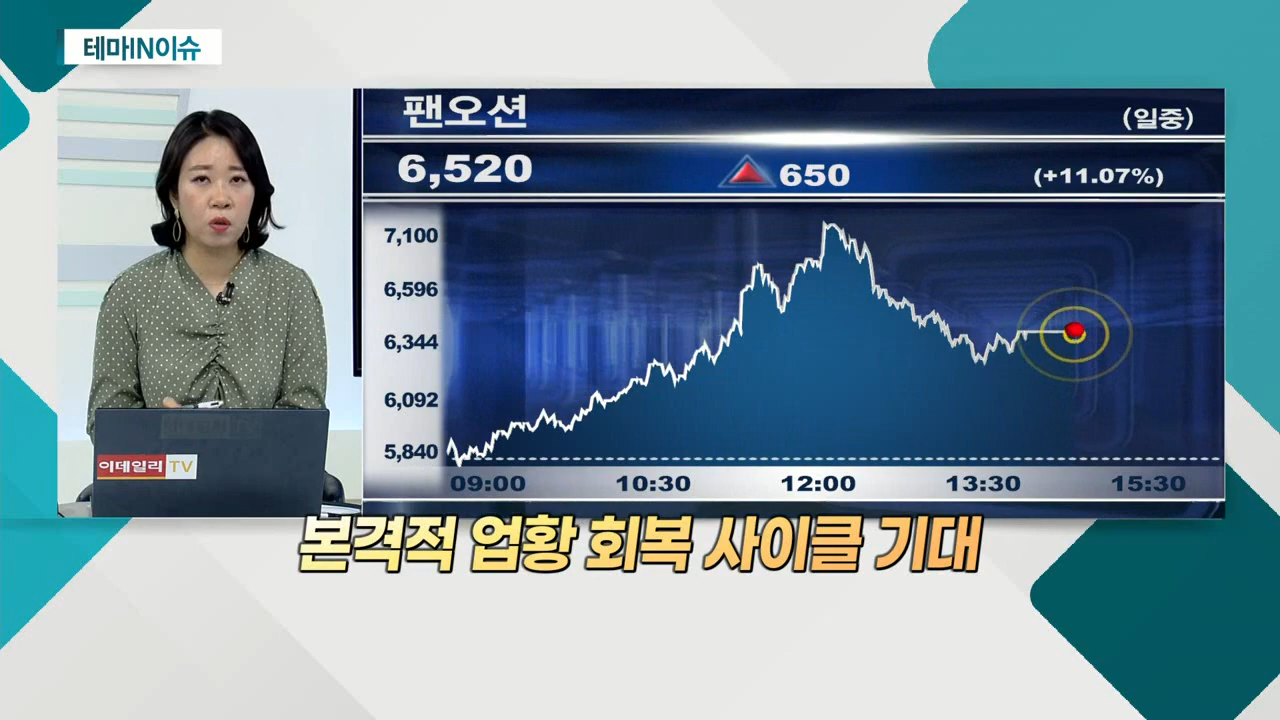 테마IN이슈
팬오션
(일중)
6,520 650 (+11.07%)
7,100
6,596
6,344
6,092
5,840
09:00 10:30 12:00 13:30 15:30
이데일리TV
본격적 업황 회복 사이클 기대